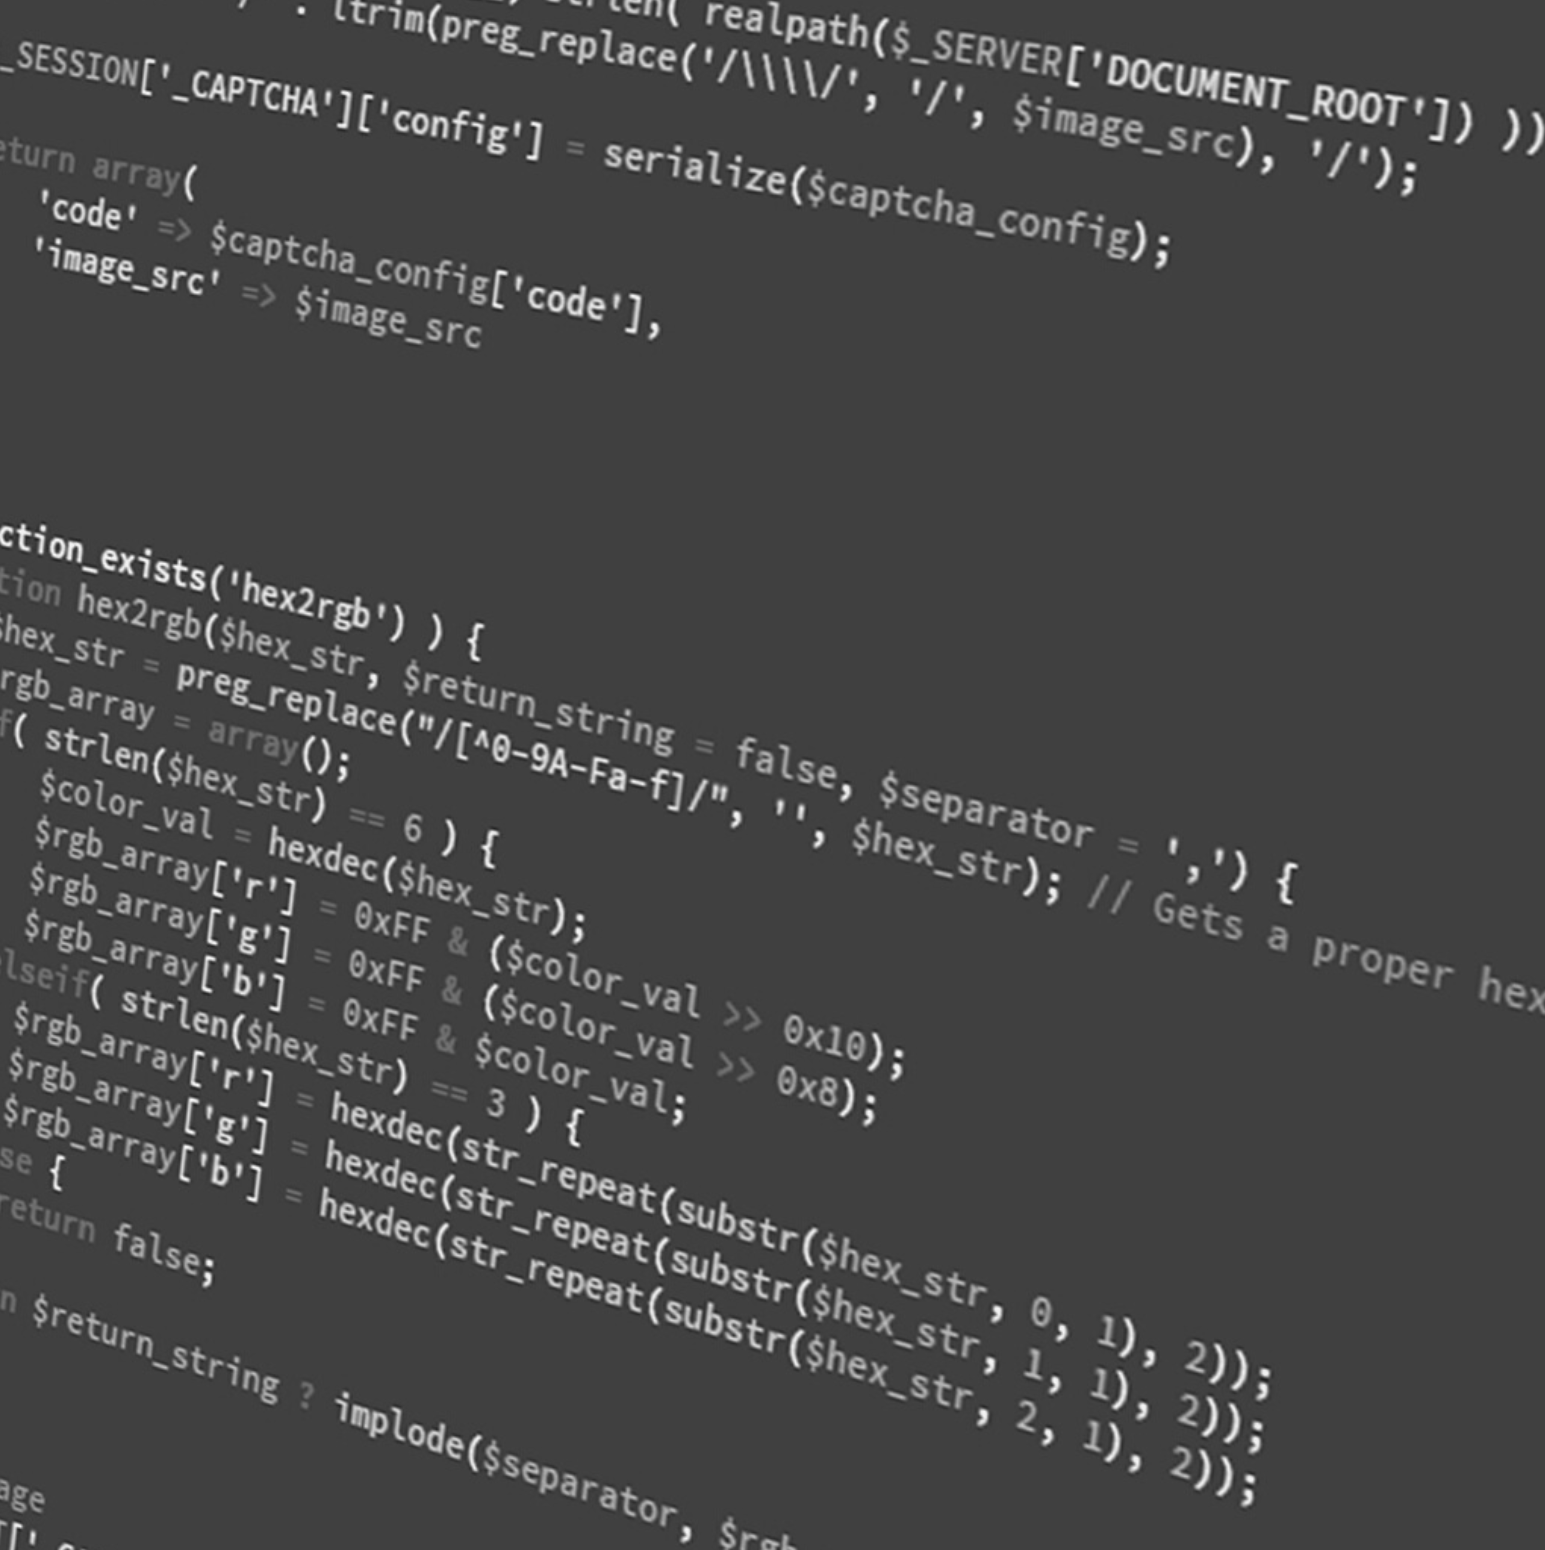 strlen( realpath($_SERVER['DOCUMENT_ROOT']) ))
. ltrim(preg_replace('/\\\\/', '/', $image_src), '/');
_SESSION['_CAPTCHA']['config'] = serialize($captcha_config);
eturn array(
'code' => $captcha_config['code'],
'image_src' => $image_src
ction_exists('hex2rgb') ) {
tion hex2rgb($hex_str, $return_string = false, $separator = ',') {
$hex_str = preg_replace("/[^0-9A-Fa-f]/", '', $hex_str); // Gets a proper hex
rgb_array = array();
f( strlen($hex_str) == 6 ) {
$color_val = hexdec($hex_str);
$rgb_array['r'] = 0xFF & ($color_val >> 0x10);
$rgb_array['g'] = 0xFF & ($color_val >> 0x8);
$rgb_array['b'] = 0xFF & $color_val;
lseif( strlen($hex_str) == 3 ) {
$rgb_array['r'] = hexdec(str_repeat(substr($hex_str, 0, 1), 2));
$rgb_array['g'] = hexdec(str_repeat(substr($hex_str, 1, 1), 2));
$rgb_array['b'] = hexdec(str_repeat(substr($hex_str, 2, 1), 2));
se {
return false;
n $return_string ? implode($separator, $rgb
age